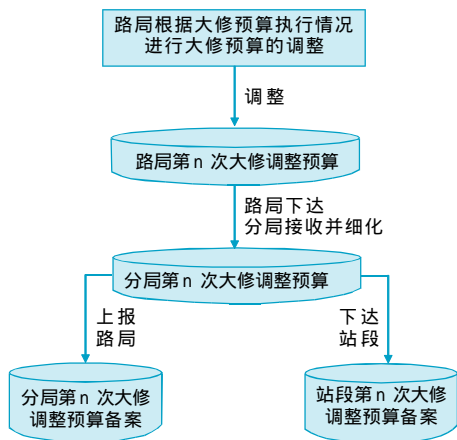 路局根据大修预算执行情况
进行大修预算的调整
调整
路局第n 次大修调整预算
路局下达
分局接收并细化
分局第n 次大修调整预算
上报
路局
下达
站段
分局第n 次大修
调整预算备案
站段第n 次大修
调整预算备案